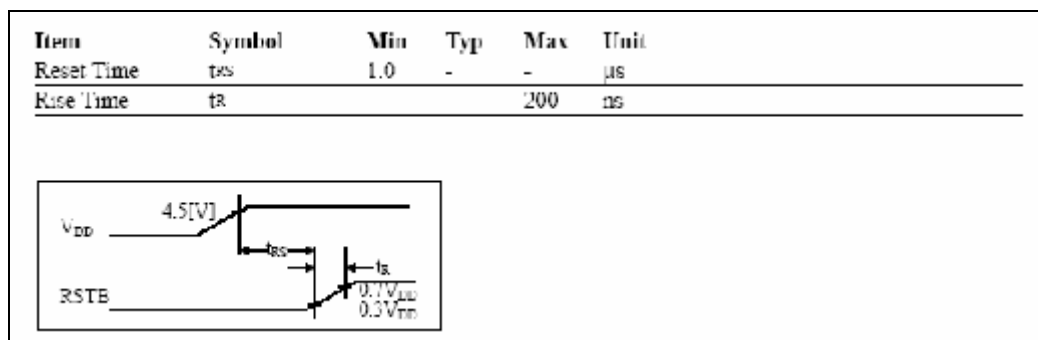 Item Symbol Min Typ Max Unit
Reset Time tRS 1.0 - - μs
Rise Time tR 200 ns
4.5[V]
VDD
tRS
tR
RSTB
0.7VDD
0.3VDD